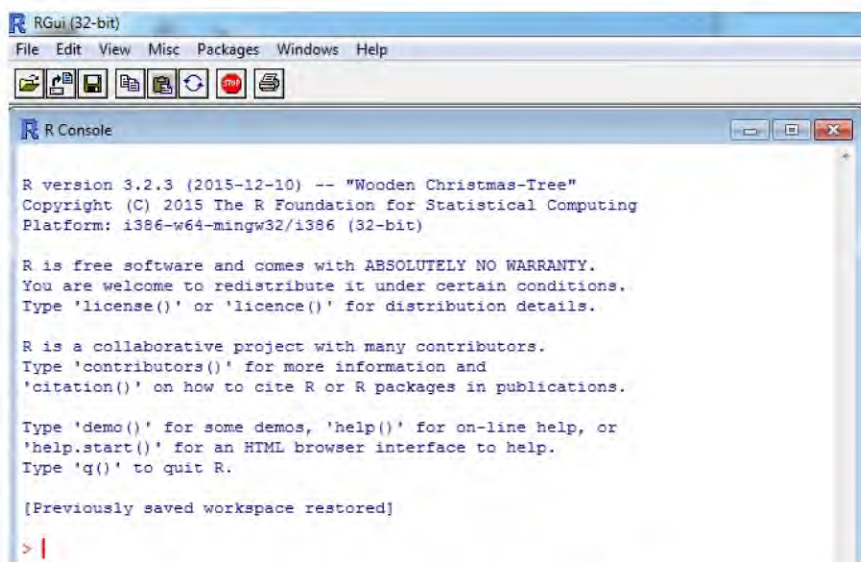 RGui (32-bit)
File Edit View Misc Packages Windows Help
STOP
R Console
R version 3.2.3 (2015-12-10) -- "Wooden Christmas-Tree"
Copyright (C) 2015 The R Foundation for Statistical Computing
Platform: i386-w64-mingw32/i386 (32-bit)
R is free software and comes with ABSOLUTELY NO WARRANTY.
You are welcome to redistribute it under certain conditions.
Type 'license()' or 'licence()' for distribution details.
R is a collaborative project with many contributors.
Type 'contributors()' for more information and
'citation()' on how to cite R or R packages in publications.
Type 'demo()' for some demos, 'help()' for on-line help, or
'help.start()' for an HTML browser interface to help.
Type 'q()' to quit R.
[Previously saved workspace restored]
>